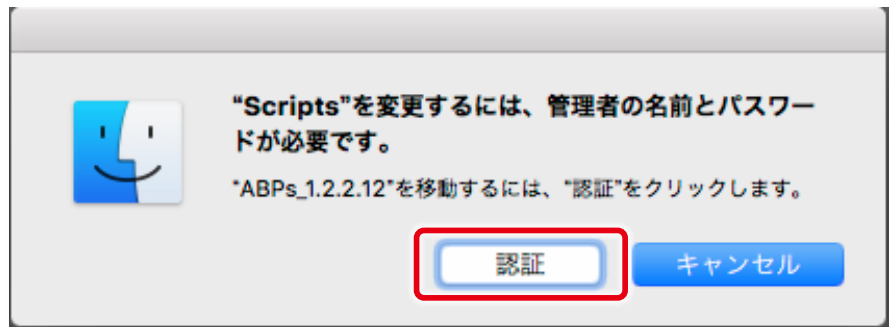 “Scripts”を変更するには、管理者の名前とパスワー
ドが必要です。
“ABPs_1.2.2.12”を移動するには、“認証”をクリックします。
認証
キャンセル